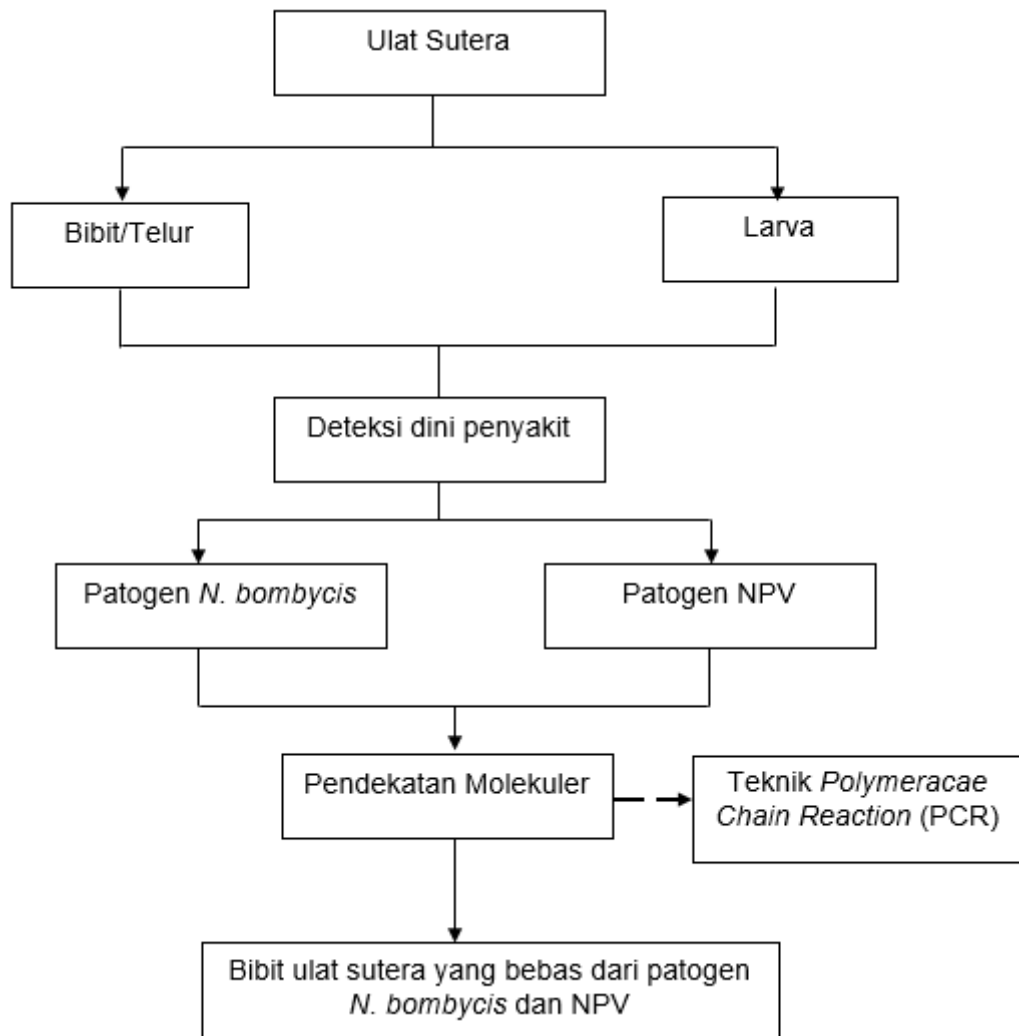 Ulat Sutera
Bibit/Telur
Larva
Deteksi dini penyakit
Patogen N. bombycis
Patogen NPV
Pendekatan Molekuler
Teknik Polymeracae
Chain Reaction (PCR)
Bibit ulat sutera yang bebas dari patogen
N. bombycis dan NPV